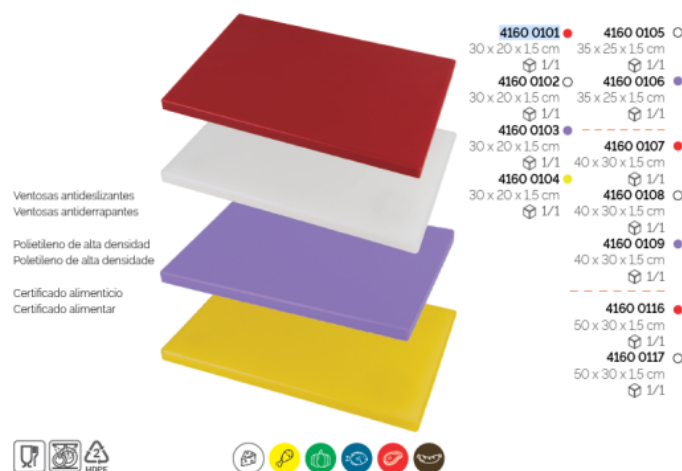 Ventosas antideslizantes
Ventosas antiderrapantes
Polietileno de alta densidad
Poletileno de alta densidade
Certificado alimenticio
Certificado alimentar
2
HDPE
4160 0101
30 x 20 x 1.5 cm
1/1
4160 0102
30 x 20 x 1.5 cm
1/1
4160 0103
30 x 20 x 1.5 cm
1/1
4160 0104
30 x 20 x 1.5 cm
1/1
4160 0105
35 x 25 x 1.5 cm
1/1
4160 0106
35 x 25 x 1.5 cm
1/1
4160 0107
40 x 30 x 1.5 cm
1/1
4160 0108
40 x 30 x 1.5 cm
1/1
4160 0109
40 x 30 x 1.5 cm
1/1
4160 0116
50 x 30 x 1.5 cm
1/1
4160 0117
50 x 30 x 1.5 cm
1/1